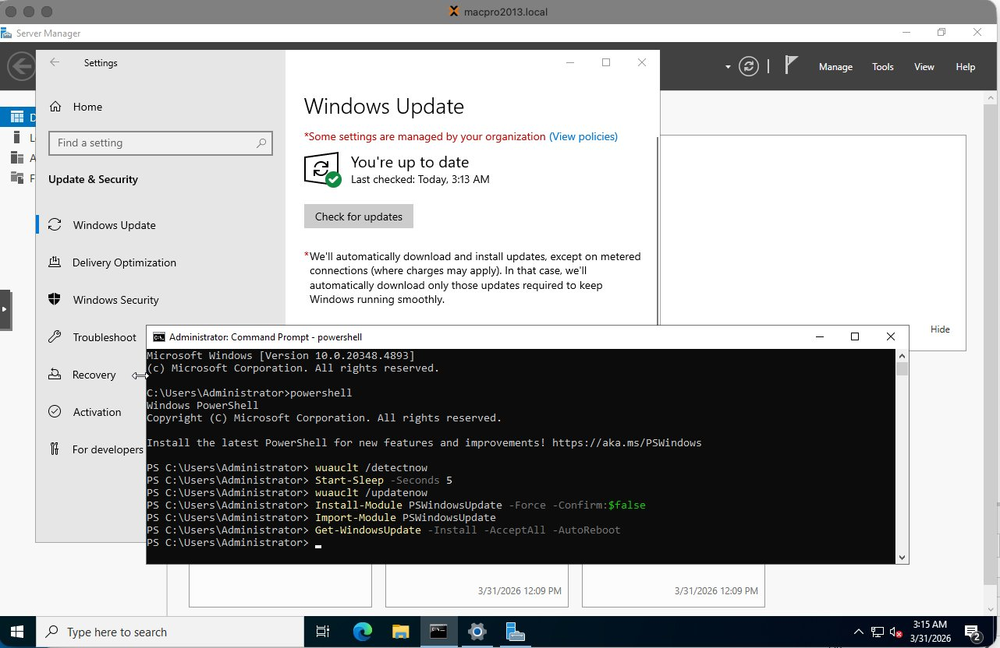 macpro2013.local
Server Manager
Manage
Tools
View
Help
Settings
Home
Find a setting
Update & Security
Windows Update
Delivery Optimization
Windows Security
Troubleshoot
Recovery
Activation
For developers
Windows Update
*Some settings are managed by your organization (View policies)
You're up to date
Last checked: Today, 3:13 AM
Check for updates
*We'll automatically download and install updates, except on metered
connections (where charges may apply). In that case, we'll
automatically download only those updates required to keep
Windows running smoothly.
D
L
A
F
Hide
Administrator: Command Prompt - powershell
Microsoft Windows [Version 10.0.20348.4893]
(c) Microsoft Corporation. All rights reserved.
C:\Users\Administrator>powershell
Windows PowerShell
Copyright (C) Microsoft Corporation. All rights reserved.
Install the latest PowerShell for new features and improvements! https://aka.ms/PSWindows
PS C:\Users\Administrator> wuauclt /detectnow
PS C:\Users\Administrator> Start-Sleep -Seconds 5
PS C:\Users\Administrator> wuauclt /updatenow
PS C:\Users\Administrator> Install-Module PSWindowsUpdate -Force -Confirm:$false
PS C:\Users\Administrator> Import-Module PSWindowsUpdate
PS C:\Users\Administrator> Get-WindowsUpdate -Install -AcceptAll -AutoReboot
PS C:\Users\Administrator>
3/31/2026 12:09 PM
3/31/2026 12:09 PM
Type here to search
3:15 AM
3/31/2026
2